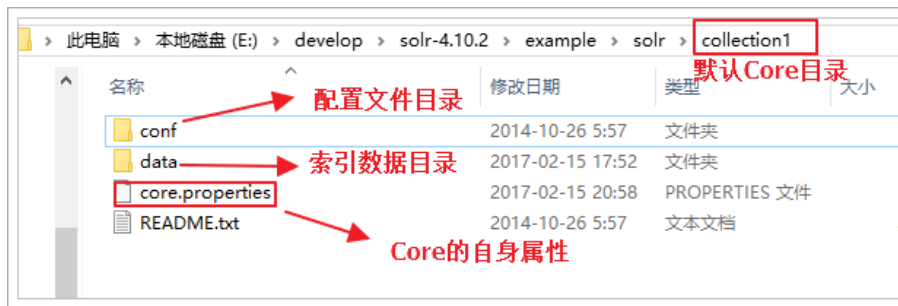 此电脑 > 本地磁盘 (E:) > develop > solr-4.10.2 > example > solr > collection1
默认Core目录
名称 修改日期 类型 大小
配置文件目录
conf 2014-10-26 5:57 文件夹
data 索引数据目录 2017-02-15 17:52 文件夹
core.properties 2017-02-15 20:58 PROPERTIES 文件
README.txt 2014-10-26 5:57 文本文档
Core的自身属性